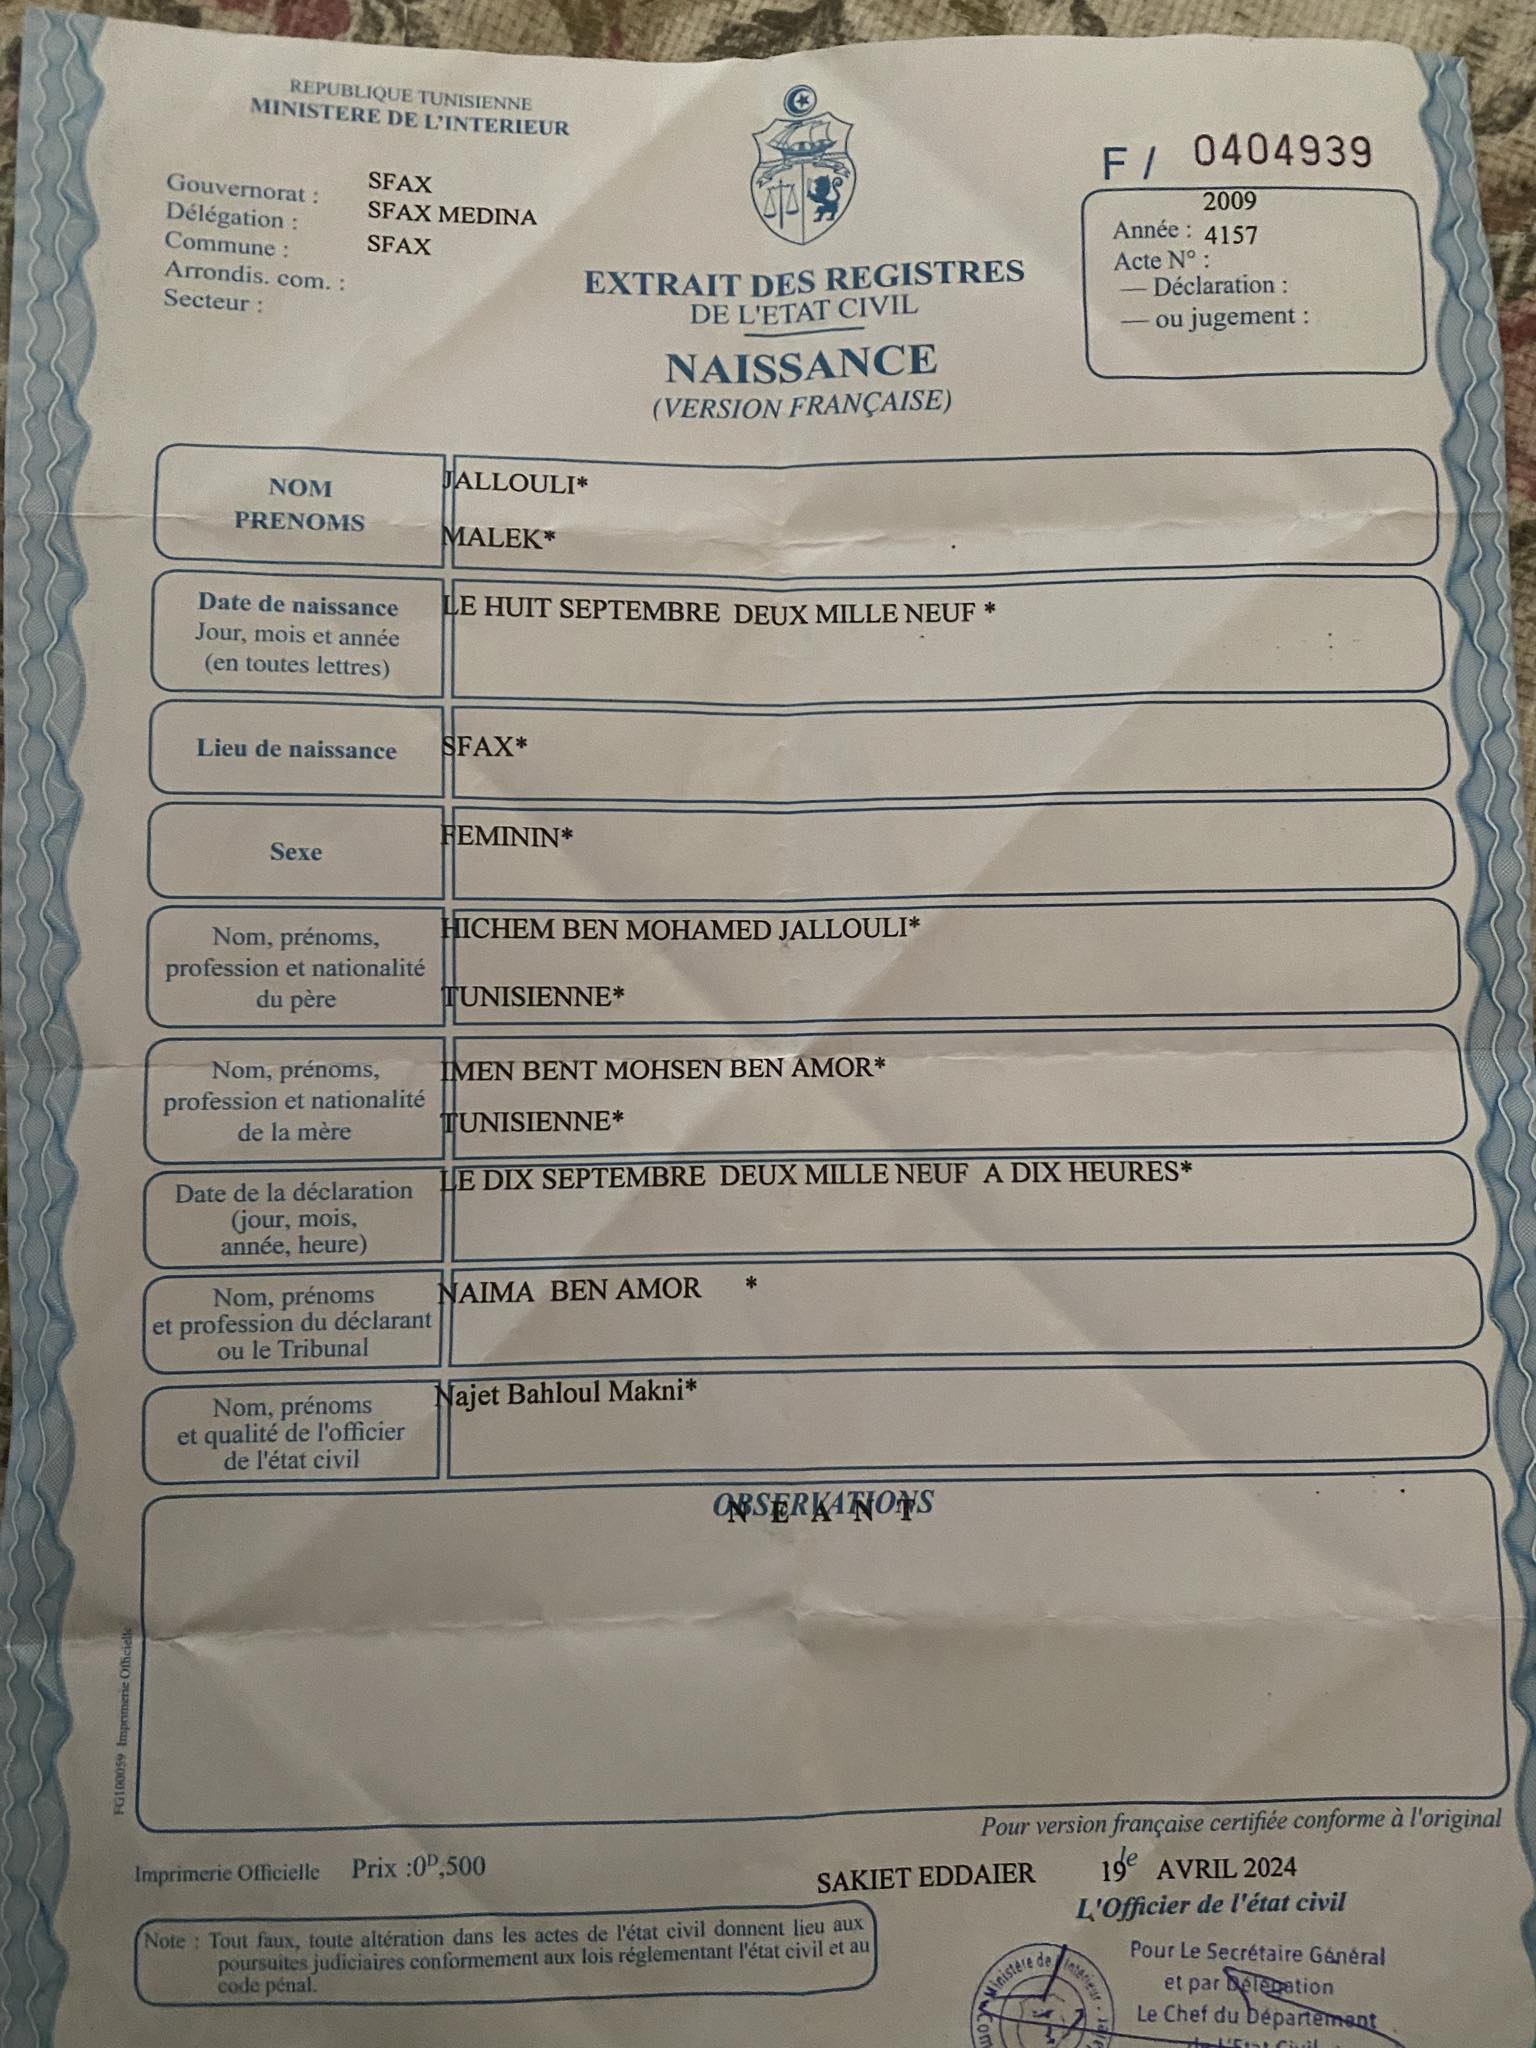 REPUBLIQUE TUNISIENNE
MINISTERE DE L'INTERIEUR
Gouvernorat : SFAX
Délégation : SFAX MEDINA
Commune : SFAX
Arrondis. com. :
Secteur :
F / 0404939
2009
Année : 4157
Acte N° :
— Déclaration :
— ou jugement :
EXTRAIT DES REGISTRES
DE L'ETAT CIVIL
NAISSANCE
(VERSION FRANÇAISE)
NOM JALLOULI*
PRENOMS MALEK*
Date de naissance LE HUIT SEPTEMBRE DEUX MILLE NEUF *
Jour, mois et année
(en toutes lettres)
Lieu de naissance SFAX*
Sexe FEMININ*
Nom, prénoms, HICHEM BEN MOHAMED JALLOULI*
profession et nationalité
du père TUNISIENNE*
Nom, prénoms, IMEN BENT MOHSEN BEN AMOR*
profession et nationalité
de la mère TUNISIENNE*
Date de la déclaration LE DIX SEPTEMBRE DEUX MILLE NEUF A DIX HEURES*
(jour, mois,
année, heure)
Nom, prénoms NAIMA BEN AMOR *
et profession du déclarant
ou le Tribunal
Nom, prénoms Najet Bahloul Makni*
et qualité de l'officier
de l'état civil
OBSERVATIONS
N E A N T
FG100059 Imprimerie Officielle
Pour version française certifiée conforme à l'original
Imprimerie Officielle Prix :0D,500
SAKIET EDDAIER le 19 AVRIL 2024
L'Officier de l'état civil
Note : Tout faux, toute altération dans les actes de l'état civil donnent lieu aux
poursuites judiciaires conformement aux lois réglementant l'état civil et au
code pénal.
Ministère de l'Intérieur
Pour Le Secrétaire Général
et par Délégation
Le Chef du Département
de l'Etat Civil